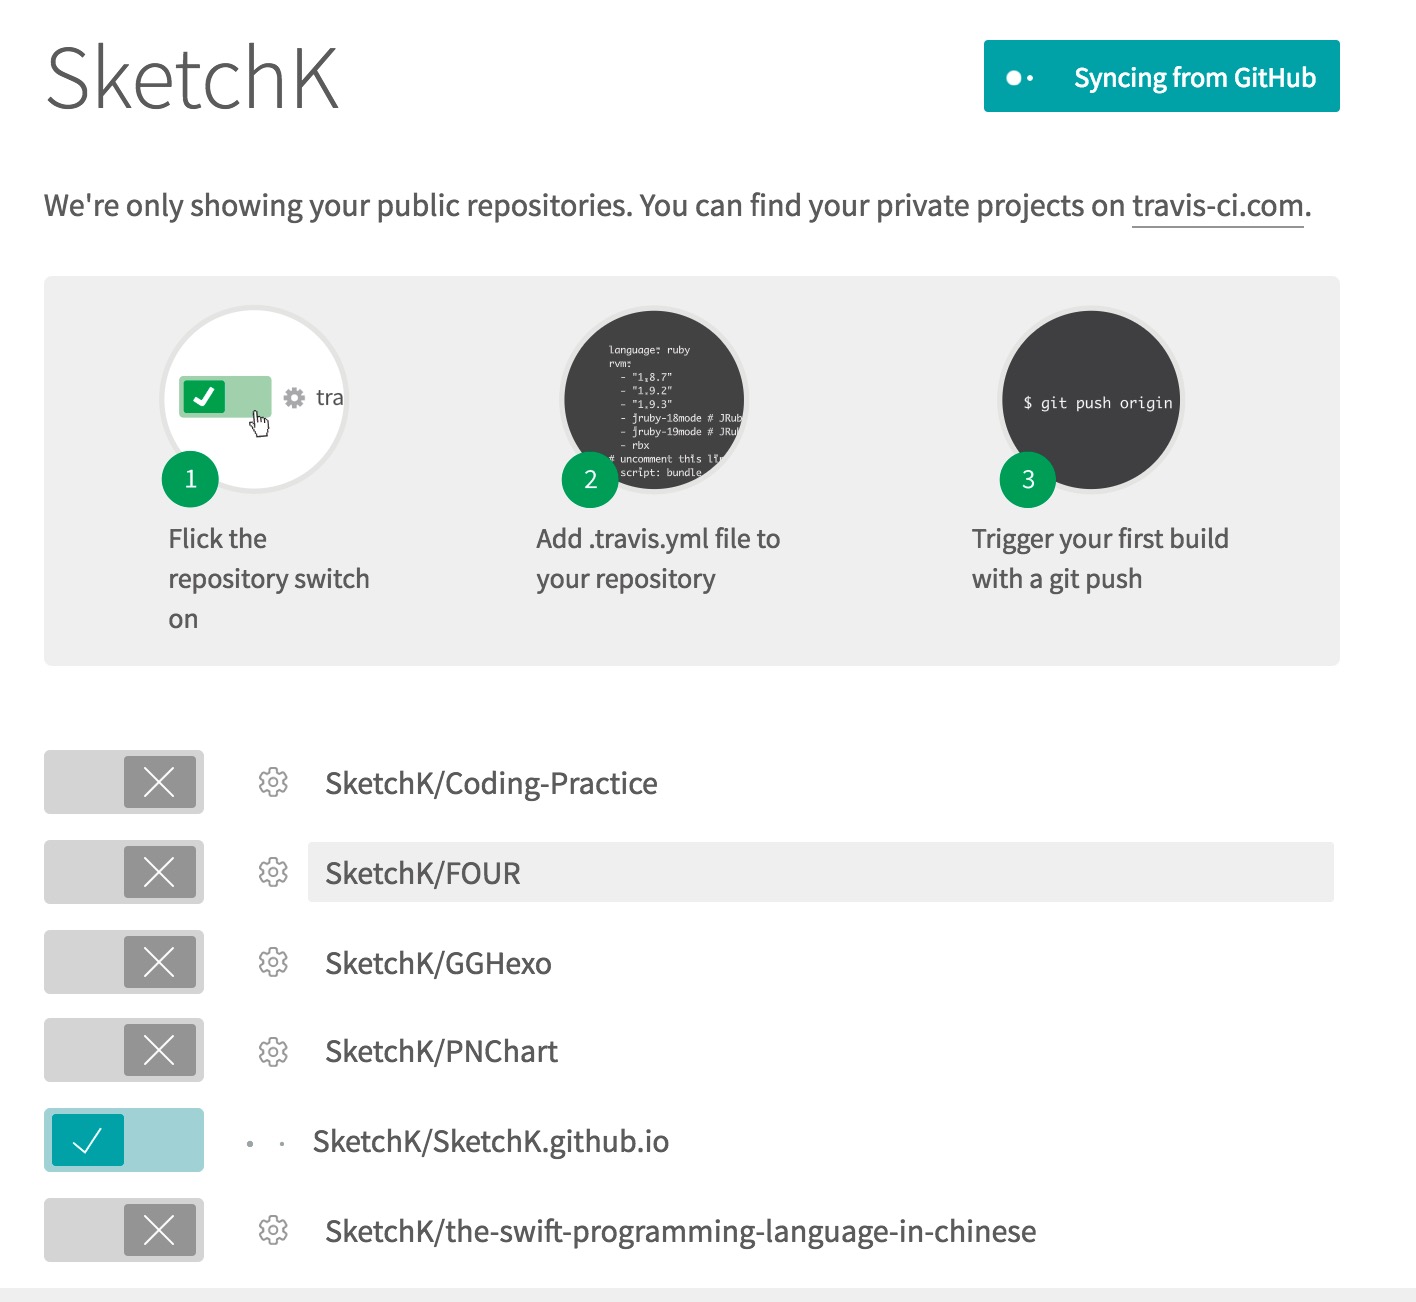 SketchK
Syncing from GitHub
We're only showing your public repositories. You can find your private projects on travis-ci.com.
tra
1
Flick the
repository switch
on
language: ruby
rvm:
- "1.8.7"
- "1.9.2"
- "1.9.3"
- jruby-18mode # JRub
- jruby-19mode # JRu
- rbx
# uncomment this lin
script: bundle
2
Add .travis.yml file to
your repository
$ git push origin
3
Trigger your first build
with a git push
SketchK/Coding-Practice
SketchK/FOUR
SketchK/GGHexo
SketchK/PNChart
SketchK/SketchK.github.io
SketchK/the-swift-programming-language-in-chinese